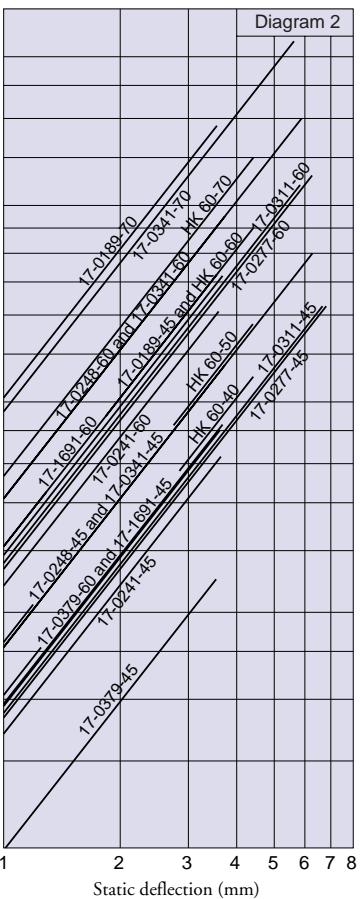 Diagram 2
17-0189-70
17-0341-70
HK 60-70
17-0248-60 and 17-0341-60
17-0189-45 and HK 60-60
17-0311-60
17-0277-60
17-1691-60
17-0241-60
HK 60-50
17-0311-45
17-0277-45
17-0248-45 and 17-0341-45
HK 60-40
17-0379-60 and 17-1691-45
17-0241-45
17-0379-45
1 2 3 4 5 6 7 8
Static deflection (mm)